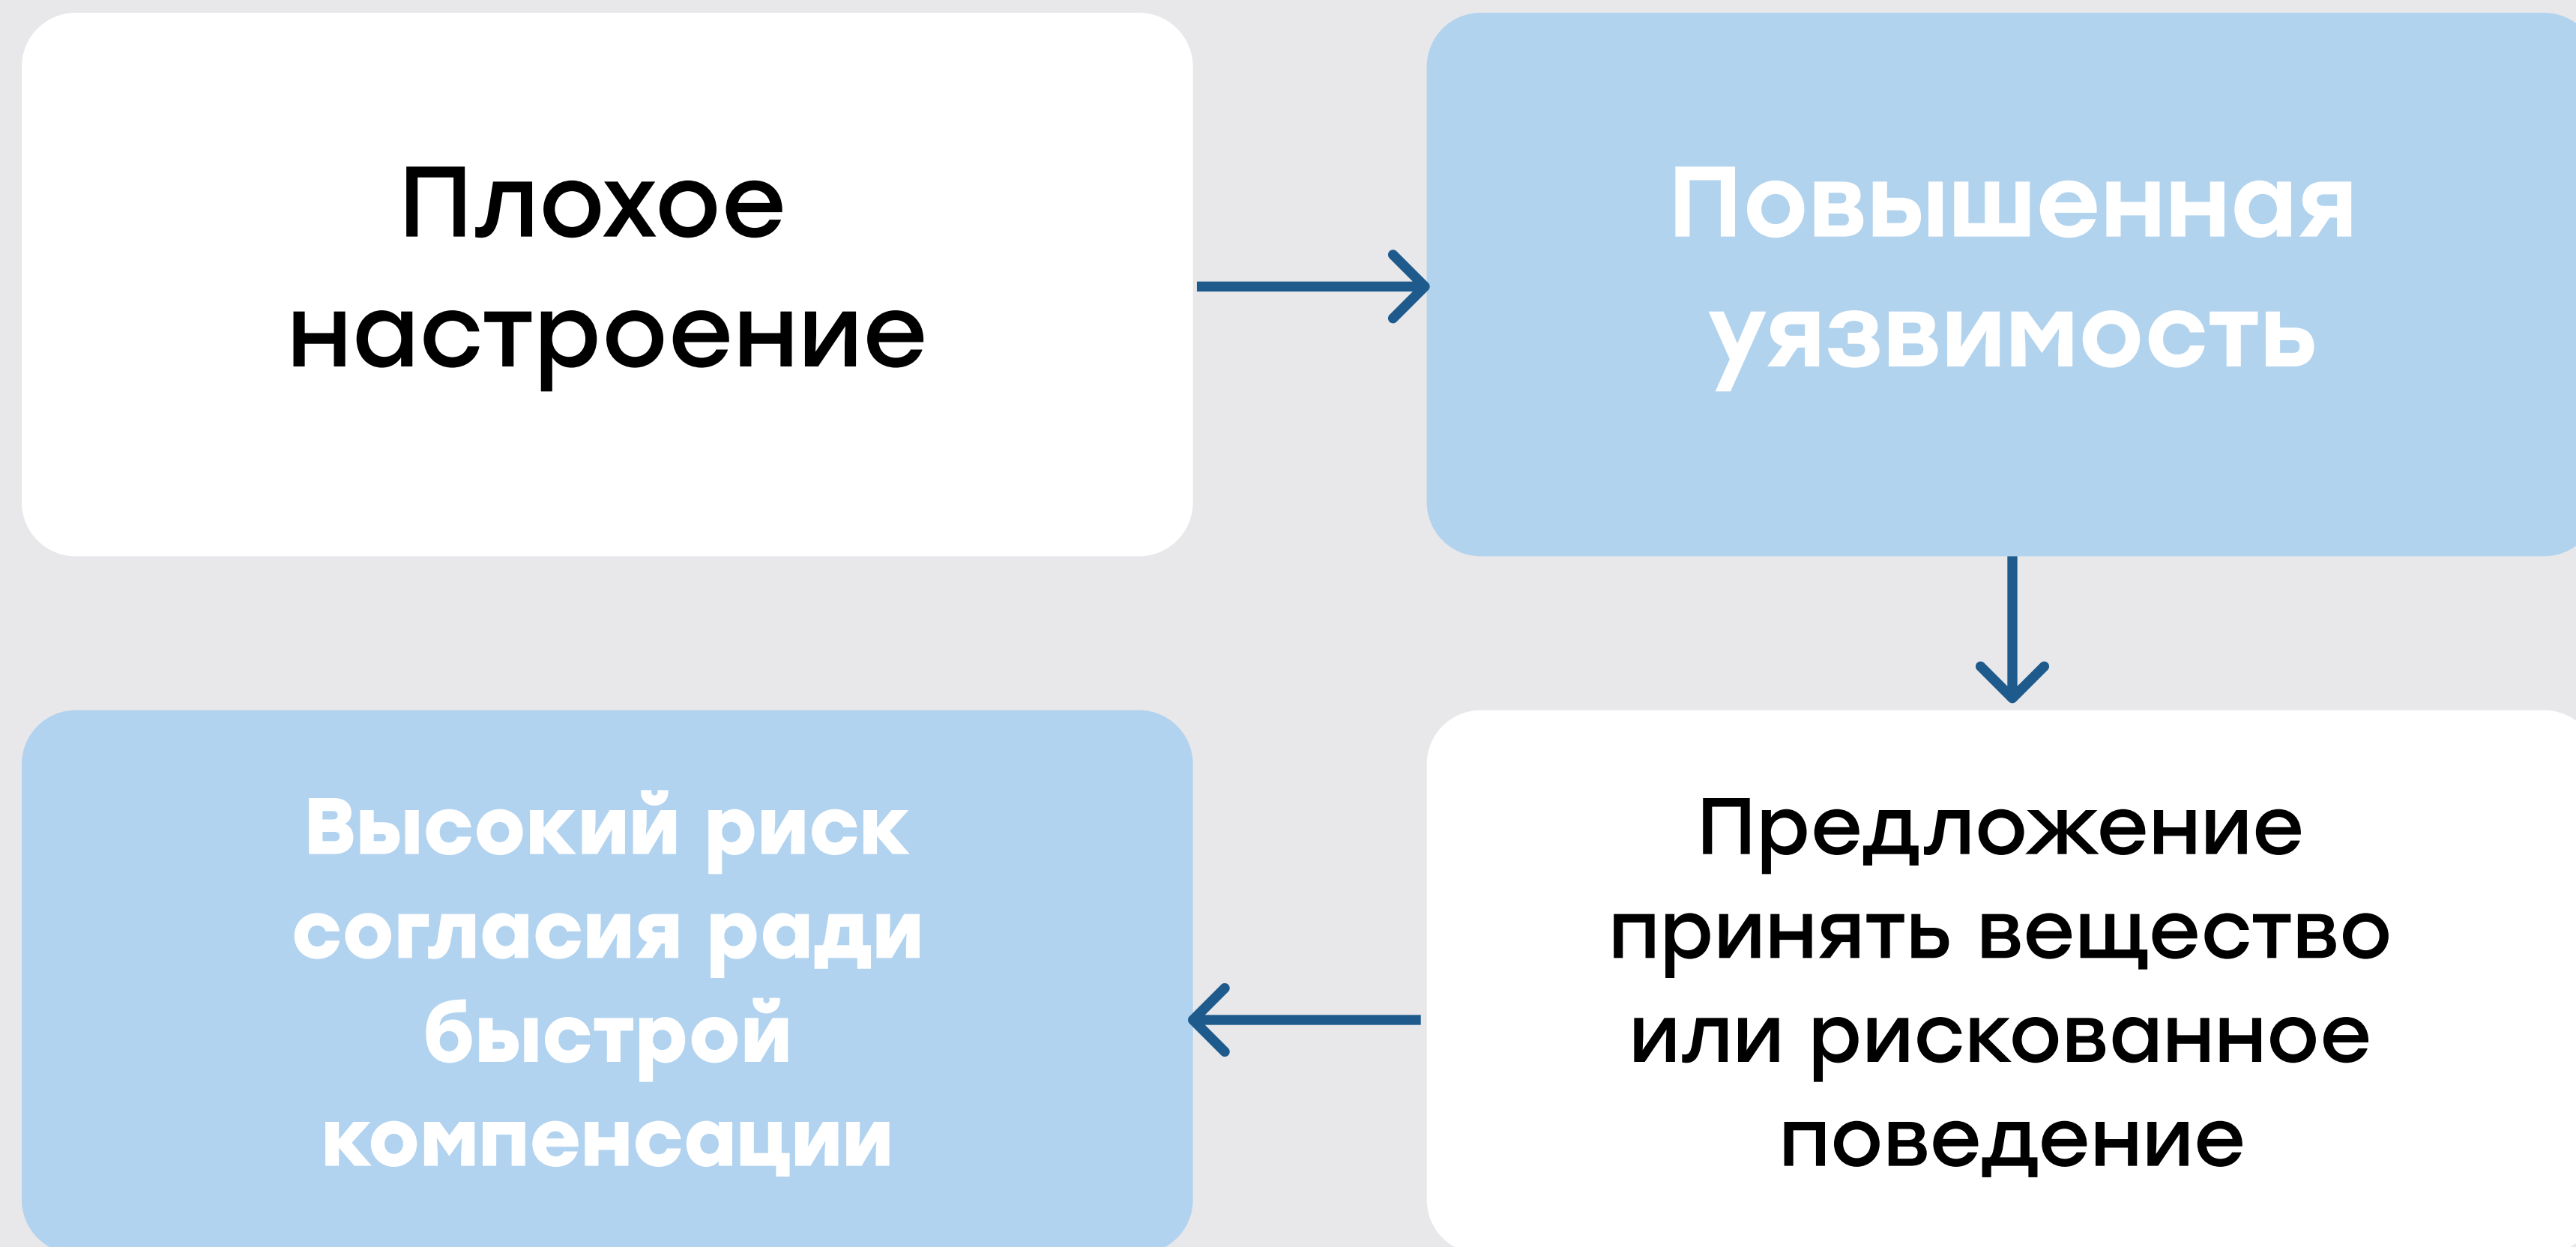 Плохое
настроение
Повышенная
уязвимость
Предложение
принять вещество
или рискованное
поведение
Высокий риск
согласия ради
быстрой
компенсации